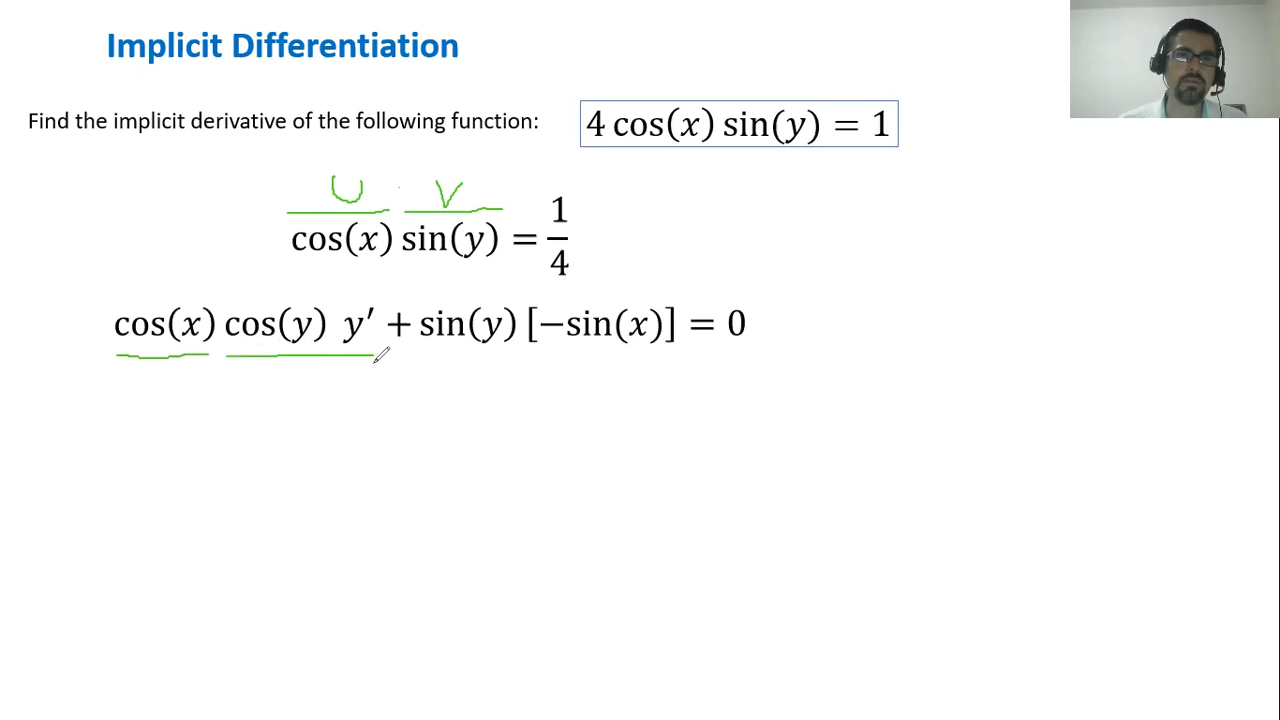 Implicit Differentiation
Find the implicit derivative of the following function: 4 cos(x) sin(y) = 1
U V
cos(x) sin(y) = 1/4
cos(x) cos(y) y′ + sin(y) [−sin(x)] = 0